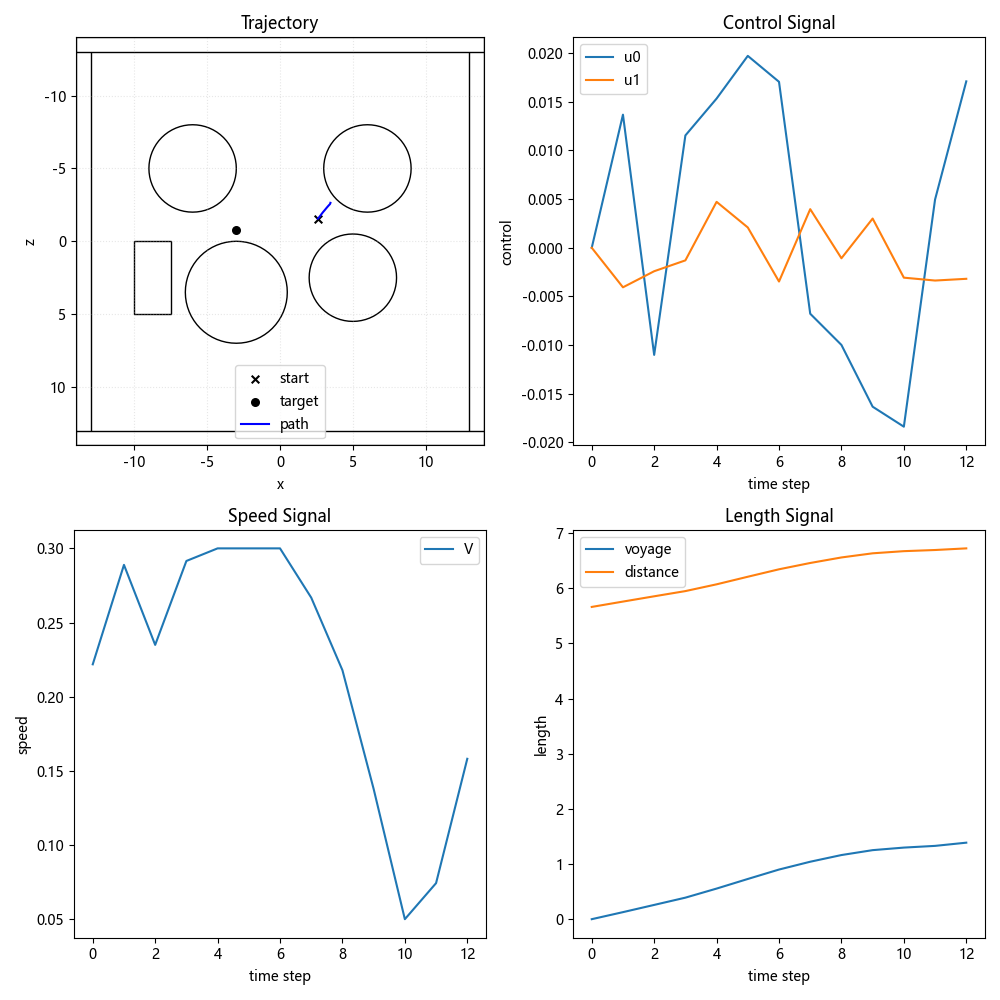 Trajectory
-10
-5
0
5
10
z
-10 -5 0 5 10
x
start
target
path
Control Signal
0.020
0.015
0.010
0.005
0.000
-0.005
-0.010
-0.015
-0.020
control
u0
u1
0 2 4 6 8 10 12
time step
Speed Signal
0.30
0.25
0.20
0.15
0.10
0.05
speed
V
0 2 4 6 8 10 12
time step
Length Signal
7
6
5
4
3
2
1
0
length
voyage
distance
0 2 4 6 8 10 12
time step